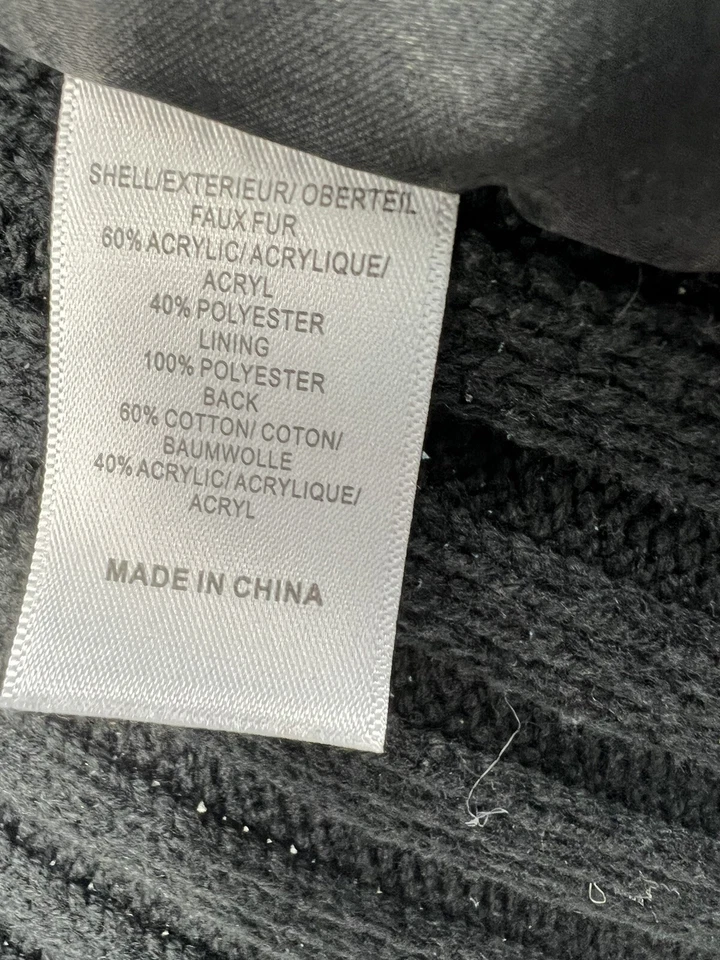 SHELL/EXTERIEUR/ OBERTEIL
FAUX FUR
60% ACRYLIC/ ACRYLIQUE/
ACRYL
40% POLYESTER
LINING
100% POLYESTER
BACK
60% COTTON/ COTON/
BAUMWOLLE
40% ACRYLIC/ ACRYLIQUE/
ACRYL
MADE IN CHINA